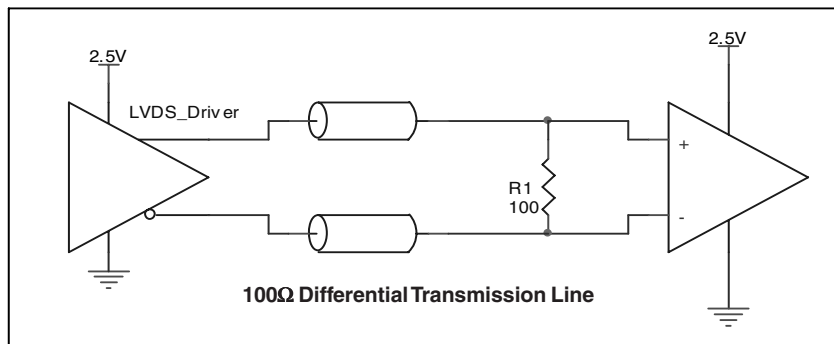 2.5V
2.5V
LVDS_Driver
+
R1
100
-
100Ω Differential Transmission Line